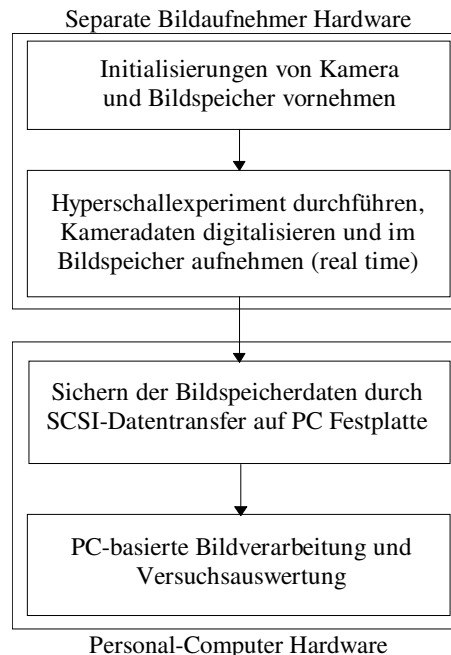 Separate Bildaufnehmer Hardware
Initialisierungen von Kamera
und Bildspeicher vornehmen
Hyperschallexperiment durchführen,
Kameradaten digitalisieren und im
Bildspeicher aufnehmen (real time)
Sichern der Bildspeicherdaten durch
SCSI-Datentransfer auf PC Festplatte
PC-basierte Bildverarbeitung und
Versuchsauswertung
Personal-Computer Hardware